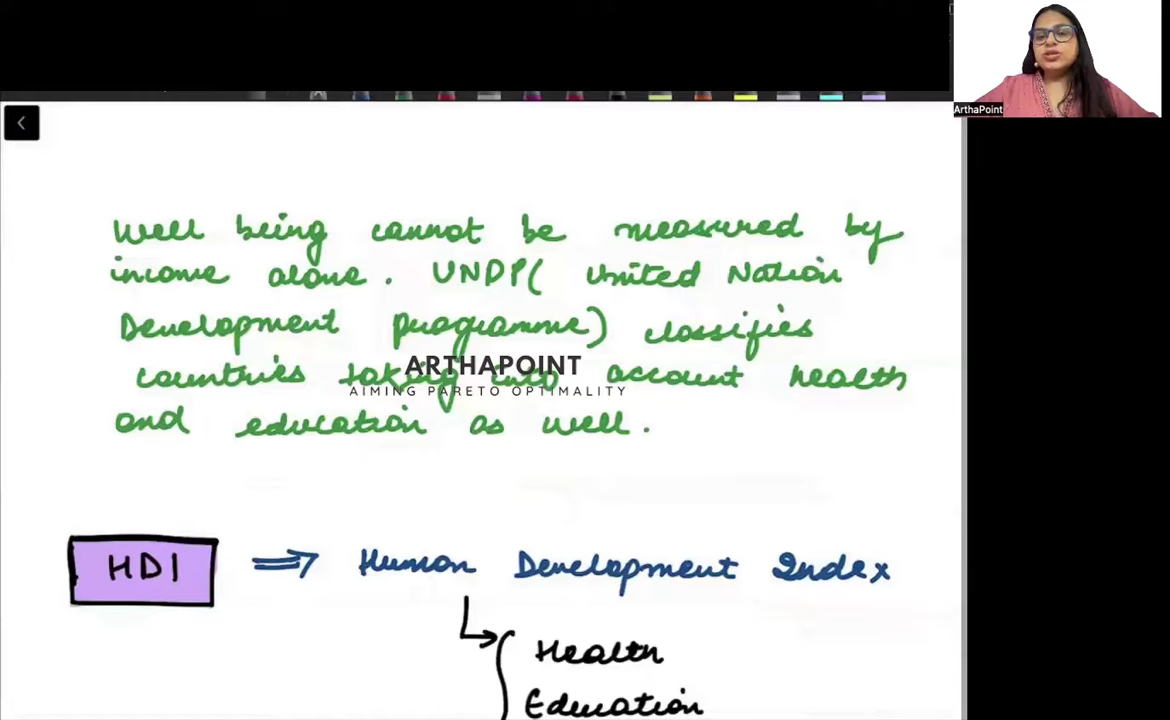 ArthaPoint
Well being cannot be measured by
income alone. UNDP( United Nation
Development Programme) classifies
countries taking into account health
ARTHAPOINT
AIMING PARETO OPTIMALITY
and education as well.
HDI ⇒ Human Development Index
Health
Education